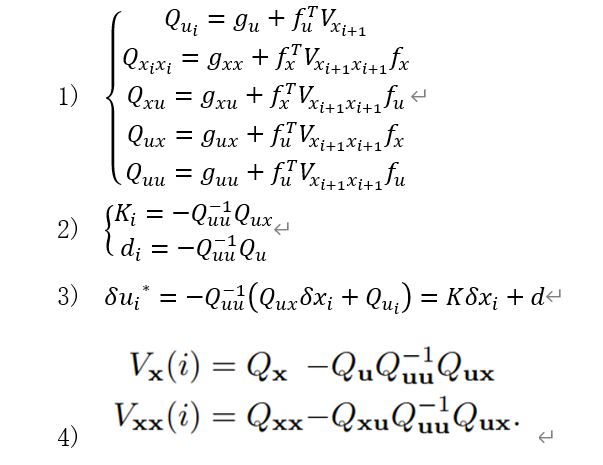 Q_{u_i} = g_u + f_u^T V_{x_{i+1}}
Q_{x_i x_i} = g_{xx} + f_x^T V_{x_{i+1} x_{i+1}} f_x
1) Q_{xu} = g_{xu} + f_x^T V_{x_{i+1} x_{i+1}} f_u ↵
Q_{ux} = g_{ux} + f_u^T V_{x_{i+1} x_{i+1}} f_x
Q_{uu} = g_{uu} + f_u^T V_{x_{i+1} x_{i+1}} f_u
2) K_i = −Q_{uu}^{−1} Q_{ux} ↵
d_i = −Q_{uu}^{−1} Q_u
3) δu_i^* = −Q_{uu}^{−1}(Q_{ux} δx_i + Q_{u_i}) = Kδx_i + d ↵
V_x(i) = Q_x −Q_u Q_{uu}^{−1} Q_{ux}
4) V_{xx}(i) = Q_{xx} − Q_{xu} Q_{uu}^{−1} Q_{ux}. ↵